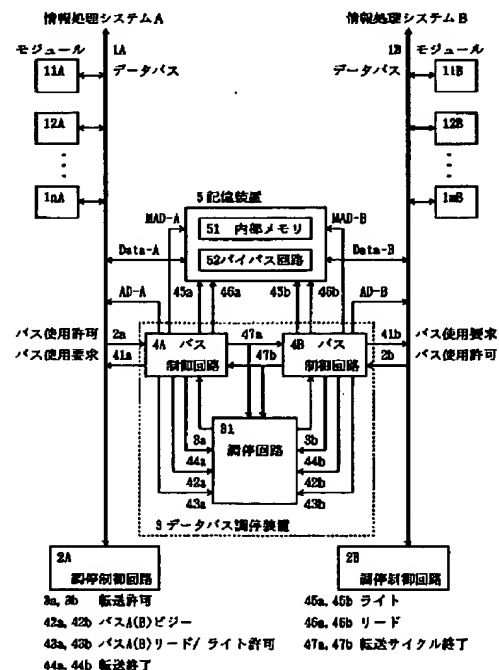 情報処理システムA
情報処理システムB
1A
1B
モジュール
モジュール
データバス
データバス
11A
11B
12A
12B
1nA
1mB
5 記憶装置
MAD-A
MAD-B
51 内部メモリ
52バイパス回路
Data-A
Data-B
45a
46a
45b
46b
AD-A
AD-B
バス使用許可
2a
4A バス
制御回路
47a
4B バス
制御回路
41b
バス使用要求
バス使用要求
41a
47b
2b
バス使用許可
31
調停回路
3a
3b
44a
44b
42a
42b
43a
43b
3データバス調停装置
2A
調停制御回路
2B
調停制御回路
3a, 3b 転送許可
42a, 42b バスA(B)ビジー
43a, 43b バスA(B)リード/ライト許可
44a, 44b 転送終了
45a, 45b ライト
46a, 46b リード
47a, 47b 転送サイクル終了